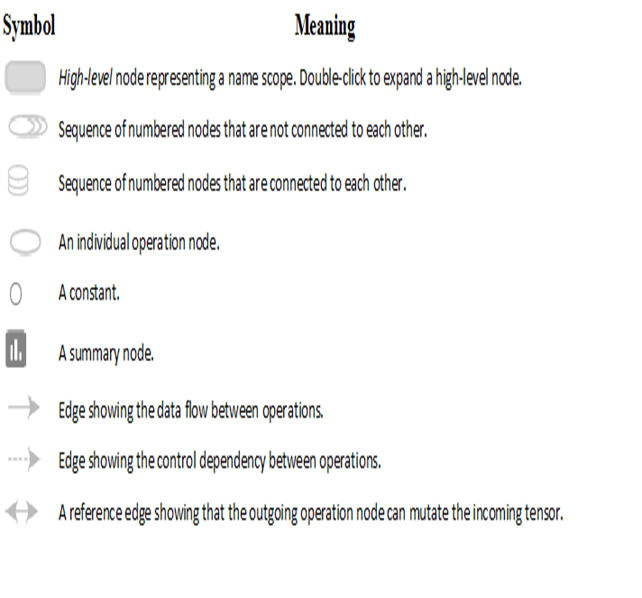 Symbol Meaning
High-level node representing a name scope. Double-click to expand a high-level node.
Sequence of numbered nodes that are not connected to each other.
Sequence of numbered nodes that are connected to each other.
An individual operation node.
A constant.
A summary node.
Edge showing the data flow between operations.
Edge showing the control dependency between operations.
A reference edge showing that the outgoing operation node can mutate the incoming tensor.